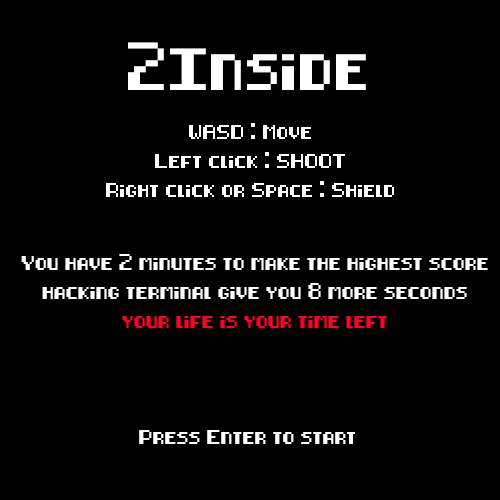 2Inside
WASD : Move
Left click : SHOOT
Right click or Space : Shield
You have 2 minutes to make the highest score
hacking terminal give you 8 more seconds
your life is your time left
Press Enter to start